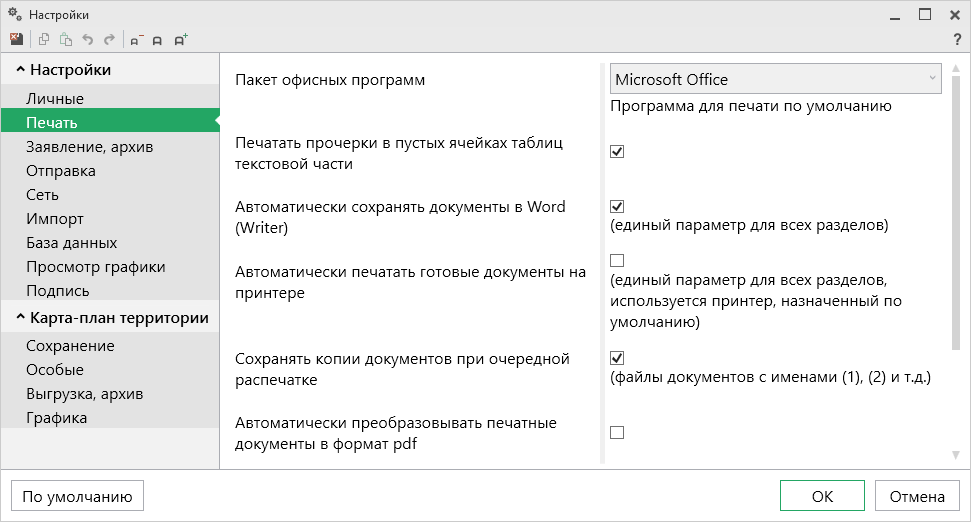 Настройки
?
Настройки
Личные
Печать
Заявление, архив
Отправка
Сеть
Импорт
База данных
Просмотр графики
Подпись
Карта-план территории
Сохранение
Особые
Выгрузка, архив
Графика
Пакет офисных программ
Microsoft Office
Программа для печати по умолчанию
Печатать прочерки в пустых ячейках таблиц
текстовой части
Автоматически сохранять документы в Word
(Writer)
(единый параметр для всех разделов)
Автоматически печатать готовые документы на
принтере
(единый параметр для всех разделов,
используется принтер, назначенный по
умолчанию)
Сохранять копии документов при очередной
распечатке
(файлы документов с именами (1), (2) и т.д.)
Автоматически преобразовывать печатные
документы в формат pdf
По умолчанию
ОК
Отмена